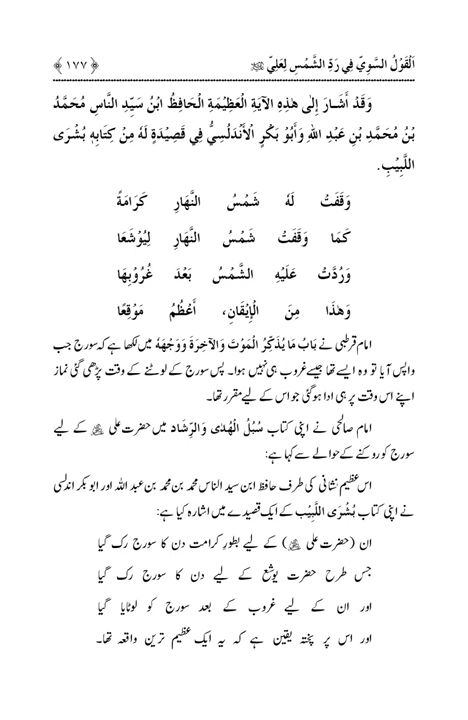 اَلْقَوْلُ السَّوِيّ فِي رَدِّ الشَّمْسِ لِعَلِيّ ؓ ﴿ ۱۷۷ ﴾
وَقَدْ أَشَارَ إِلٰى هٰذِهِ الْآيَةِ الْعَظِيْمَةِ الْحَافِظُ ابْنُ سَيِّدِ النَّاسِ مُحَمَّدُ
بْنُ مُحَمَّدِ بْنِ عَبْدِ اللهِ وَأَبُوْ بَكْرٍ الْأَنْدَلُسِيُّ فِي قَصِيْدَةٍ لَهُ مِنْ كِتَابِهِ بُشْرَى
اللَّبِيْبِ.
وَقَفَتْ لَهُ شَمْسُ النَّهَارِ كَرَامَةً
كَمَا وَقَفَتْ شَمْسُ النَّهَارِ لِيُوْشَعَا
وَرُدَّتْ عَلَيْهِ الشَّمْسُ بَعْدَ غُرُوْبِهَا
وَهٰذَا مِنَ الْإِيْقَانِ، أَعْظَمُ مَوْقِعًا
امام قرطبی نے بَابُ مَا يُذَكِّرُ الْمَوْتَ وَالآخِرَةَ وَوَجْهَهُ میں لکھا ہے کہ سورج جب
واپس آیا تو وہ ایسے تھا جیسے غروب ہی نہیں ہوا۔ پس سورج کے لوٹنے کے وقت پڑھی گئی نماز
اپنے اس وقت پر ہی ادا ہوگئی جو اس کے لیے مقرر تھا۔
امام صالحی نے اپنی کتاب سُبُلُ الْهُدٰى وَالرِّشَاد میں حضرت علی ؓ کے لیے
سورج کو روکنے کے حوالے سے کہا ہے:
اس عظیم نشانی کی طرف حافظ ابن سید الناس محمد بن محمد بن عبد اللہ اور ابو بکر اندلسی
نے اپنی کتاب بُشْرَى اللَّبِيْب کے ایک قصیدے میں اشارہ کیا ہے:
ان (حضرت علی ؓ) کے لیے بطورِ کرامت دن کا سورج رک گیا
جس طرح حضرت یوشع کے لیے دن کا سورج رک گیا
اور ان کے لیے غروب کے بعد سورج کو لوٹایا گیا
اور اس پر پختہ یقین ہے کہ یہ ایک عظیم ترین واقعہ تھا۔